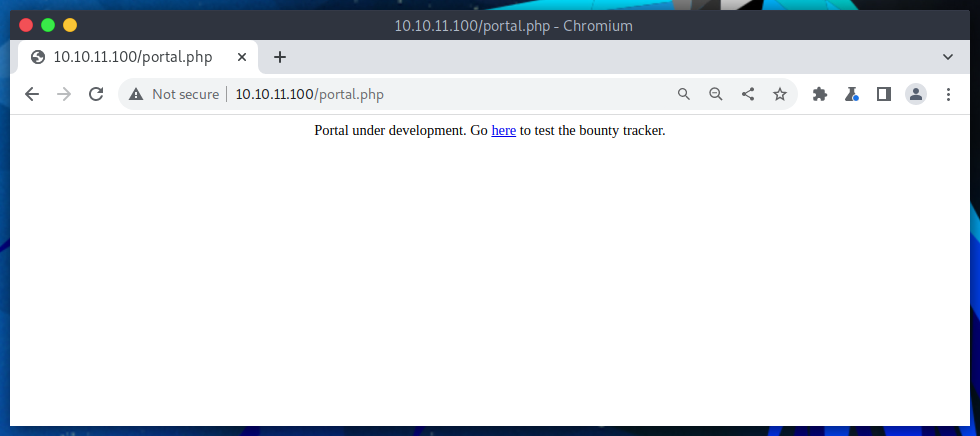 10.10.11.100/portal.php - Chromium
10.10.11.100/portal.php
Not secure 10.10.11.100/portal.php
Portal under development. Go here to test the bounty tracker.